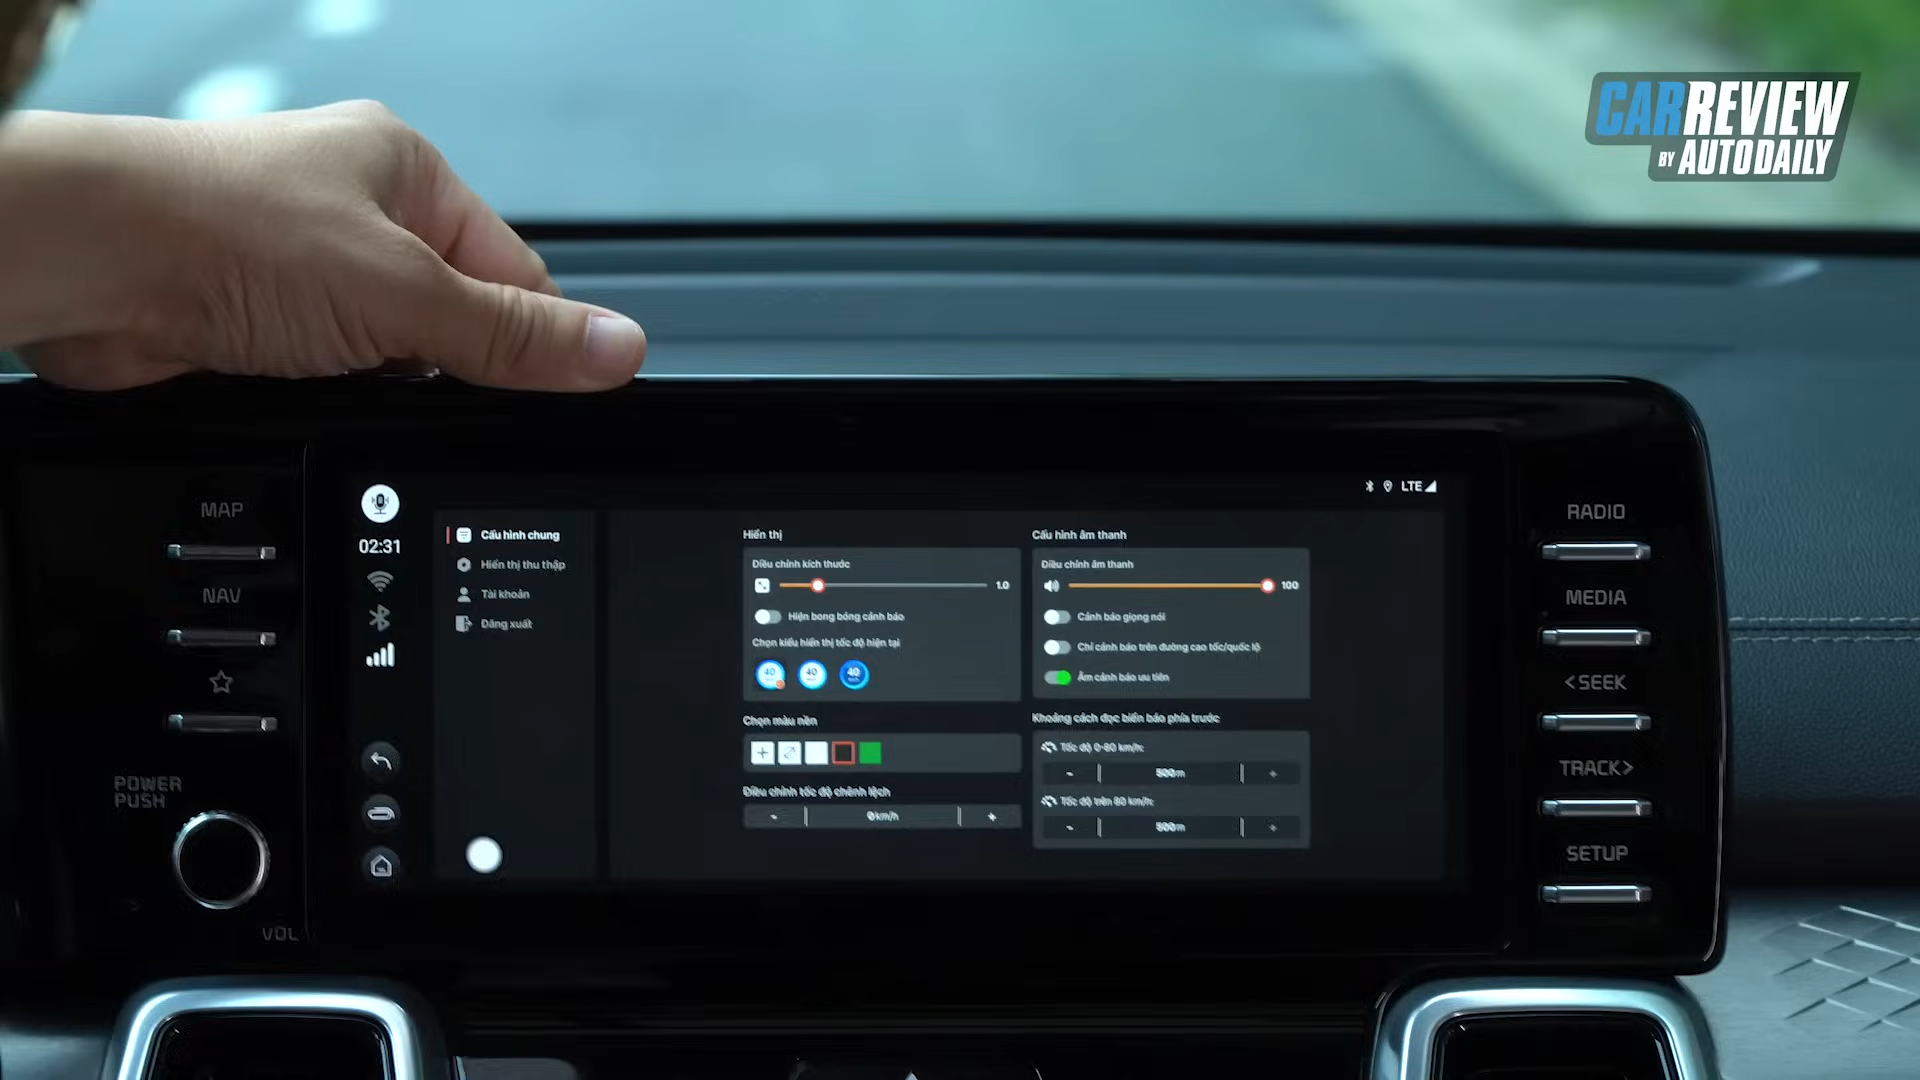 CARREVIEW
BY AUTODAILY
MAP
NAV
POWER
PUSH
VOL
02:31
LTE
Cấu hình chung
Hiển thị thu thập
Tài khoản
Đăng xuất
Hiển thị
Điều chỉnh kích thước
1.0
Hiện bong bóng cảnh báo
Chọn kiểu hiển thị tốc độ hiện tại
40
40
40
Chọn màu nền
Điều chỉnh tốc độ chênh lệch
- 0km/h +
Cấu hình âm thanh
Điều chỉnh âm thanh
100
Cảnh báo giọng nói
Chỉ cảnh báo trên đường cao tốc/quốc lộ
Âm cảnh báo ưu tiên
Khoảng cách đọc biển báo phía trước
Tốc độ 0-80 km/h:
- 500m +
Tốc độ trên 80 km/h:
- 500m +
RADIO
MEDIA
<SEEK
TRACK>
SETUP